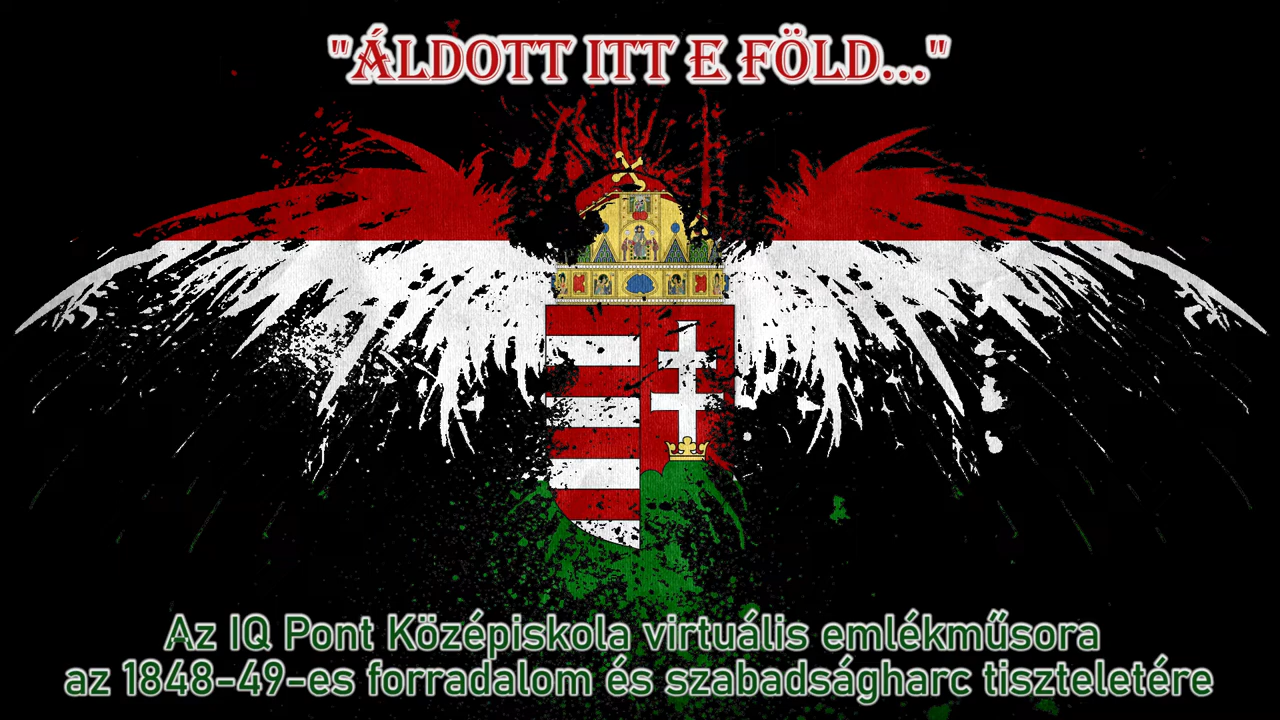 "ÁLDOTT ITT E FÖLD..."
Az IQ Pont Középiskola virtuális emlékműsora
az 1848-49-es forradalom és szabadságharc tiszteletére